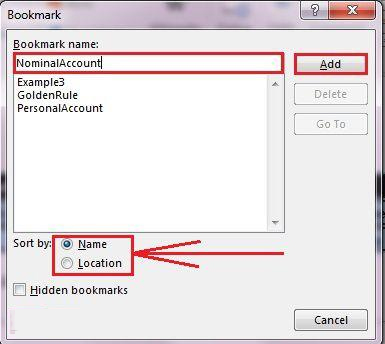 Bookmark
Bookmark name:
NominalAccount
Add
Example3
GoldenRule
PersonalAccount
Delete
Go To
Sort by: Name
Location
Hidden bookmarks
Cancel